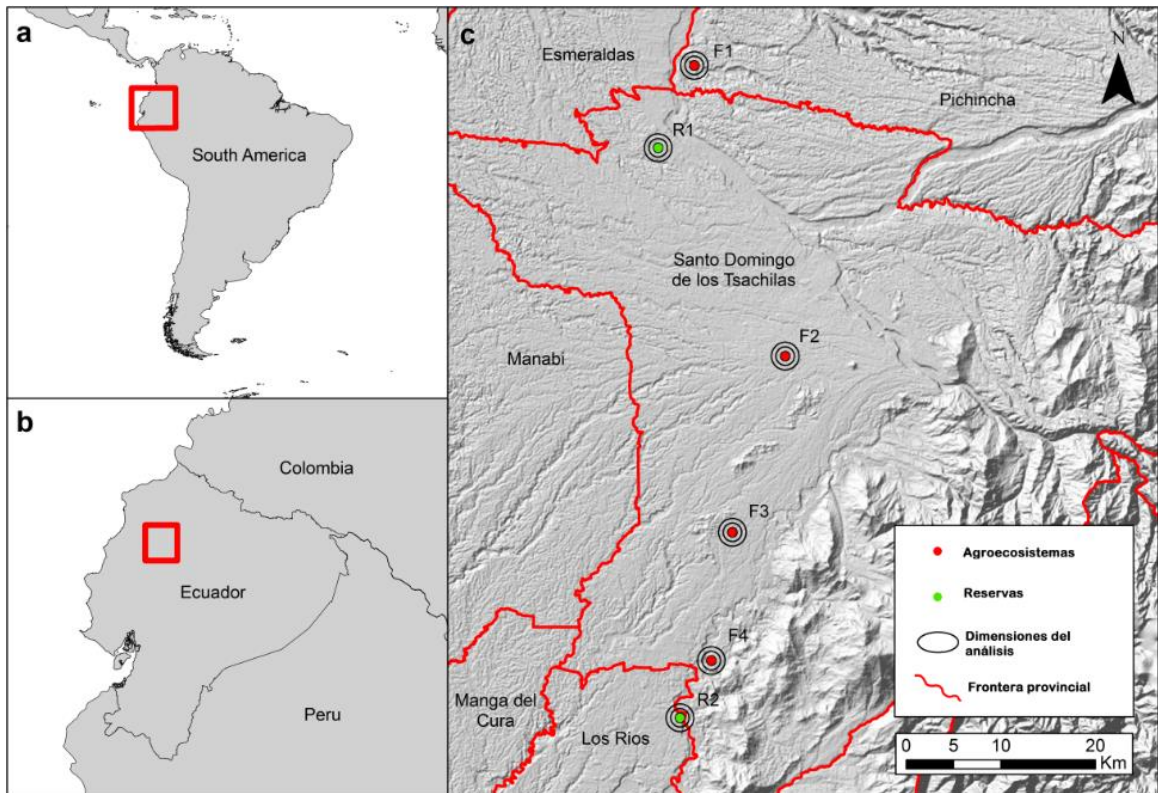 a
South America
b
Colombia
Ecuador
Peru
c
Esmeraldas
F1
N
Pichincha
R1
Santo Domingo
de los Tsachilas
F2
Manabí
F3
F4
Manga del
Cura
R2
Los Rios
Agroecosistemas
Reservas
Dimensiones del
análisis
Frontera provincial
0 5 10 20
Km